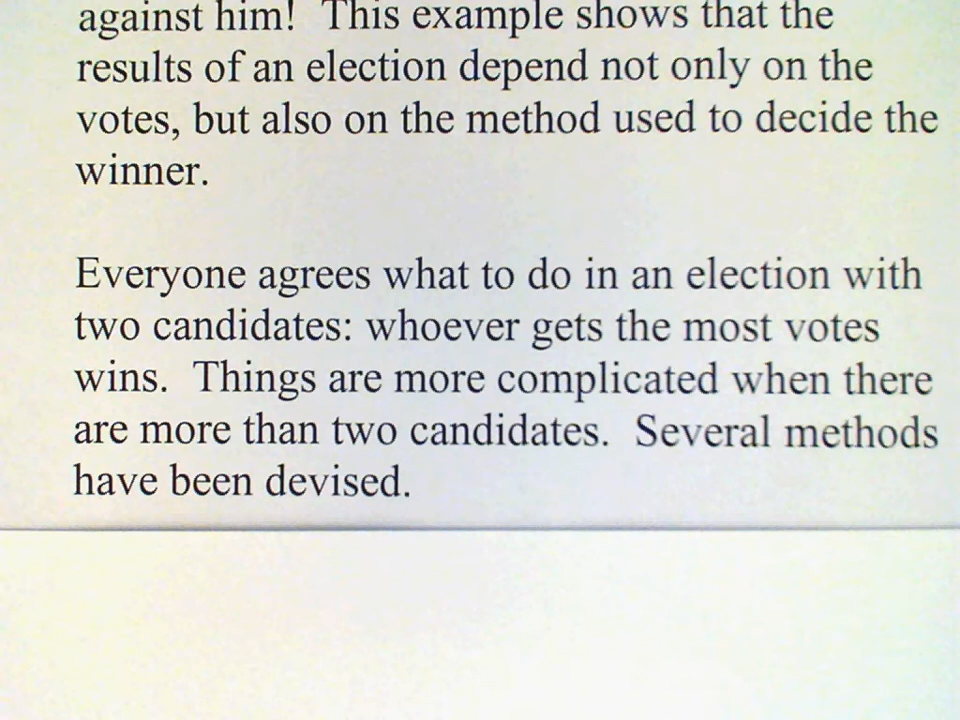 against him!  This example shows that the
results of an election depend not only on the
votes, but also on the method used to decide the
winner.
Everyone agrees what to do in an election with
two candidates: whoever gets the most votes
wins.  Things are more complicated when there
are more than two candidates.  Several methods
have been devised.